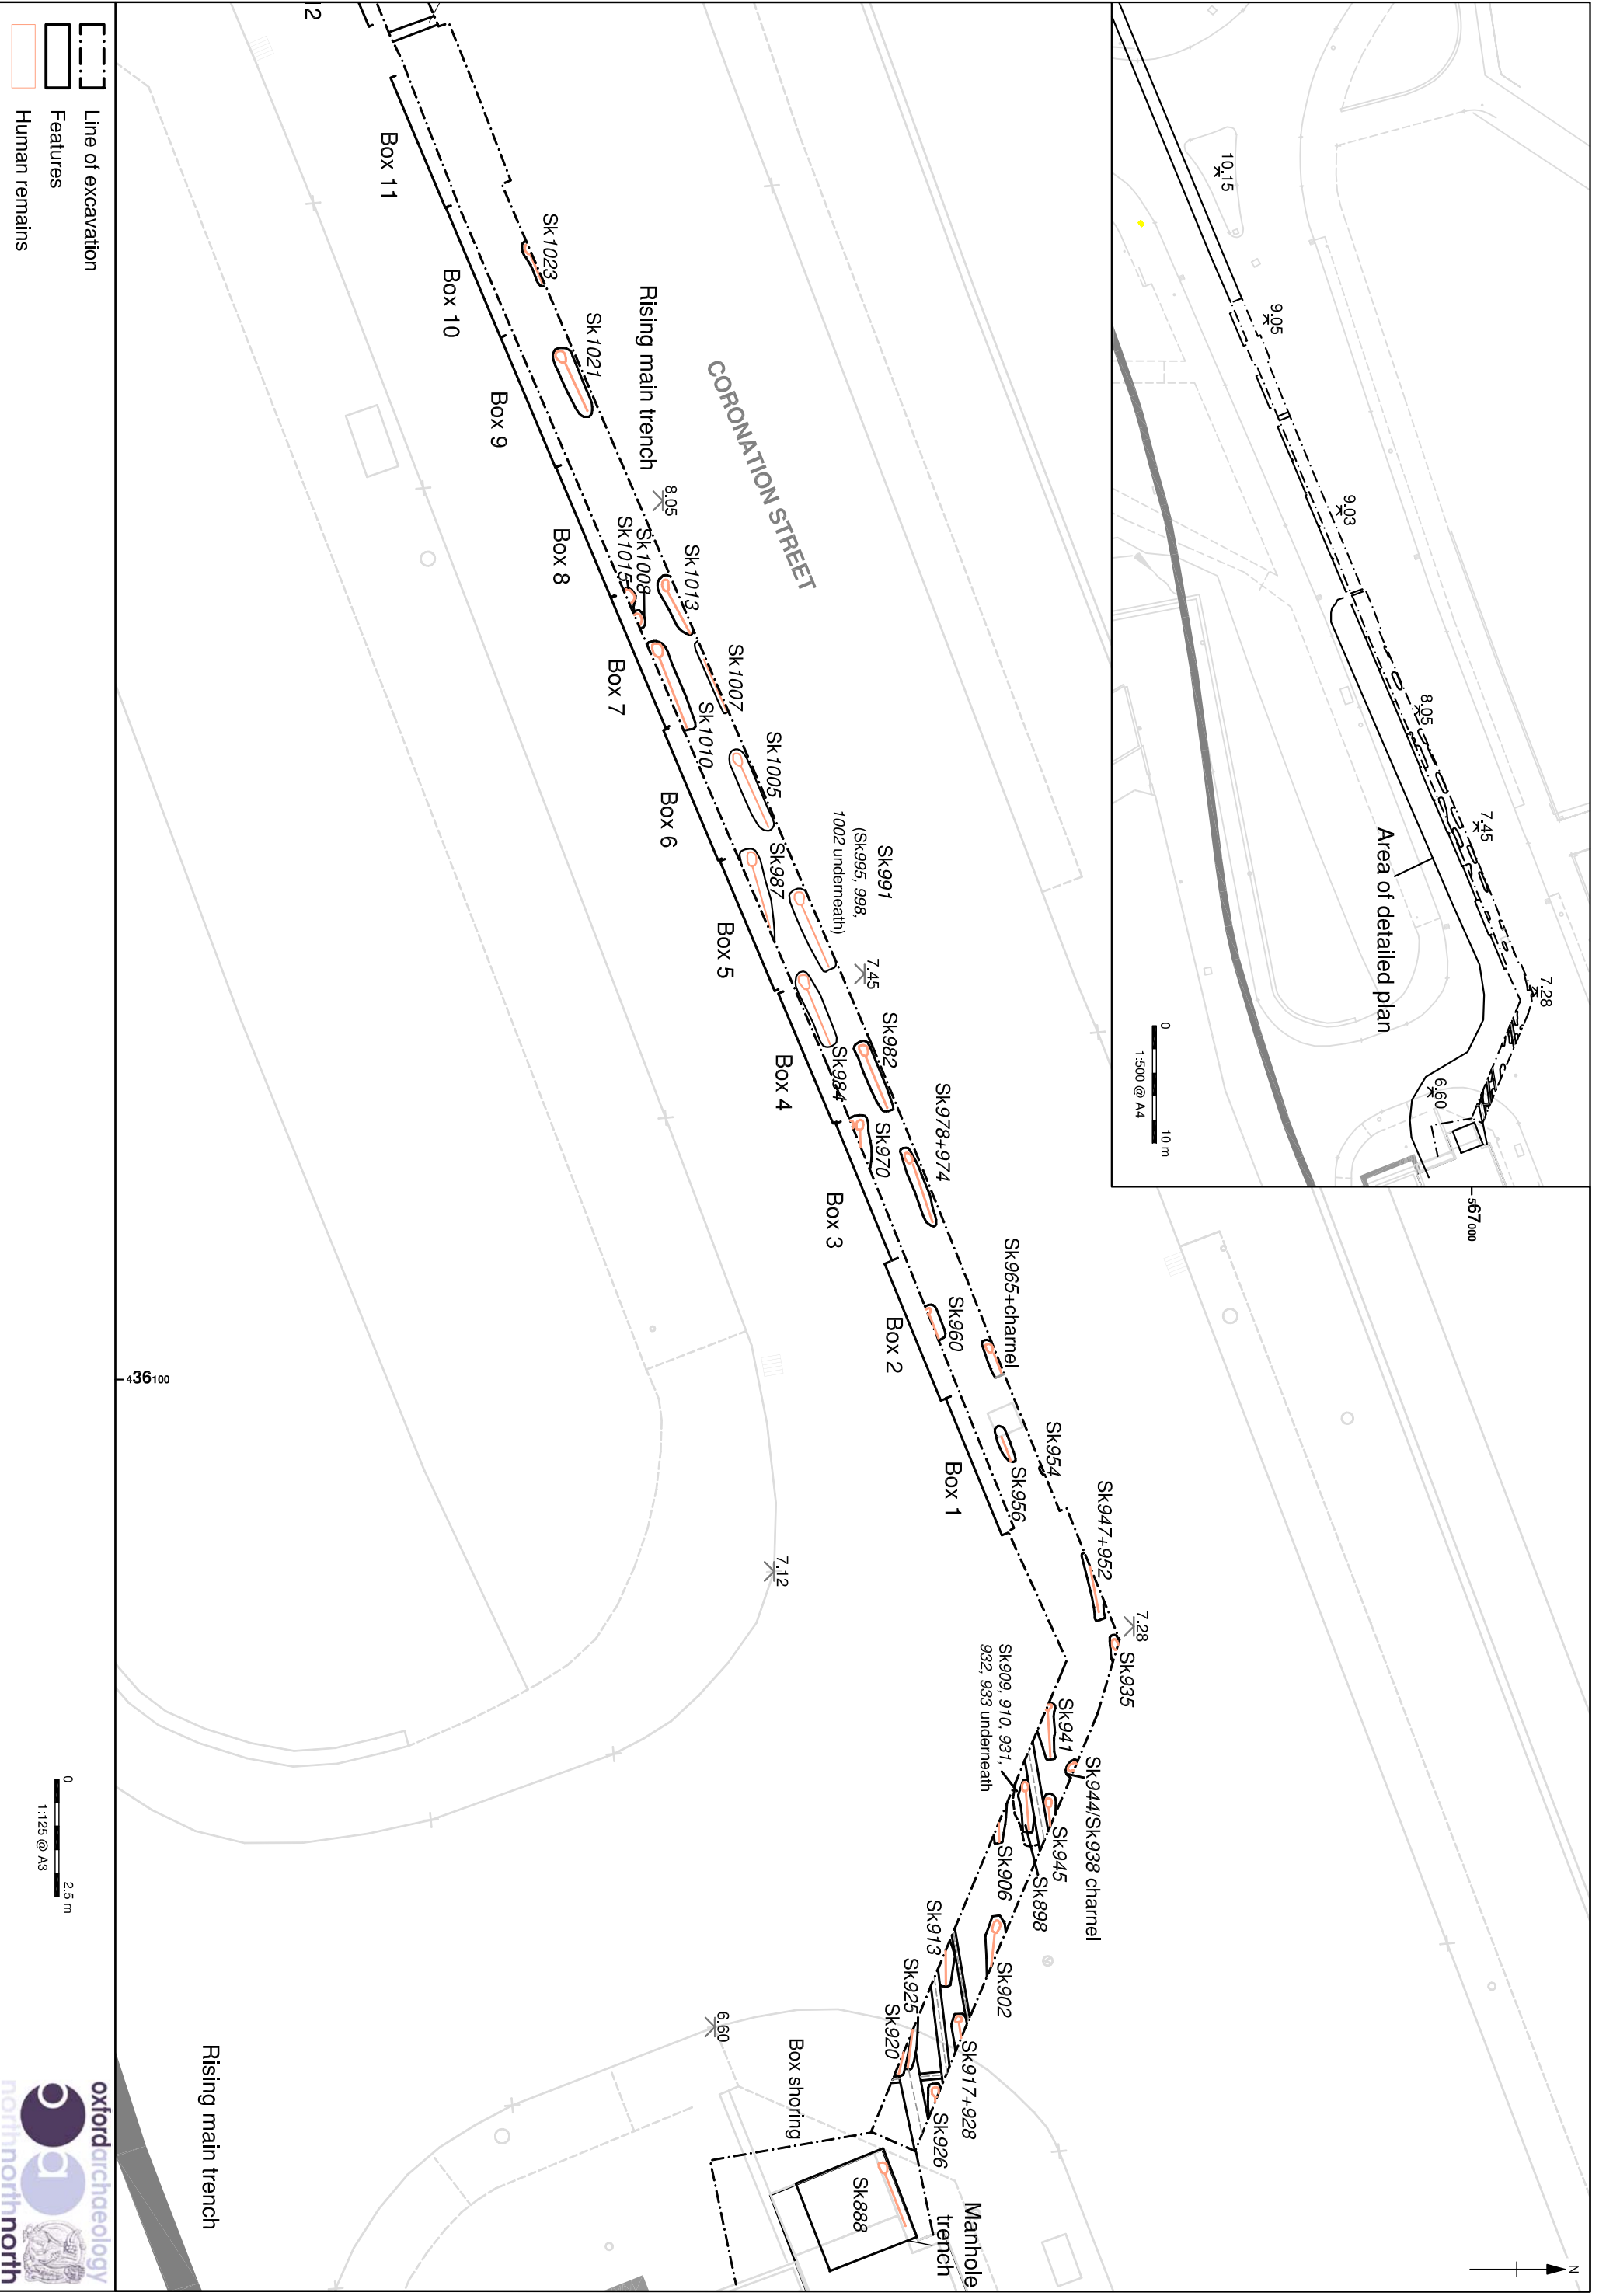 10.15
9.05
9.03
8.05
7.45
7.28
6.60
Area of detailed plan
0
10 m
1:500 @ A4
⁵67000
N
CORONATION STREET
Rising main trench
8.05
7.45
7.28
7.12
6.60
Sk1023
Sk1021
Sk1015
Sk1008
Sk1013
Sk1007
Sk1010
Sk1005
Sk987
Sk991
(Sk995, 998,
1002 underneath)
Sk984
Sk982
Sk970
Sk978+974
Sk960
Sk965+charnel
Sk956
Sk954
Sk947+952
Sk935
Sk941
Sk944/Sk938 charnel
Sk909, 910, 931,
932, 933 underneath
Sk945
Sk898
Sk906
Sk902
Sk913
Sk925
Sk920
Sk917+928
Sk926
Sk888
Manhole
trench
Box shoring
Box 11
Box 10
Box 9
Box 8
Box 7
Box 6
Box 5
Box 4
Box 3
Box 2
Box 1
12
⁴36100
Line of excavation
Features
Human remains
0
2.5 m
1:125 @ A3
Rising main trench
oxfordarchaeology
northnorthnorth